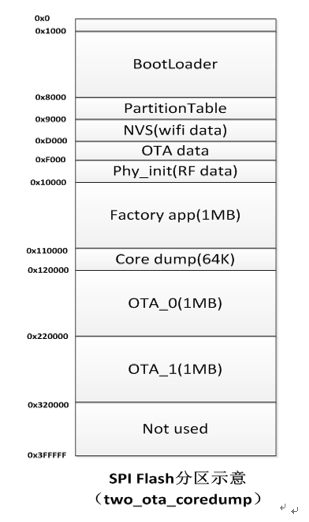 0x0
0x1000
BootLoader
0x8000
PartitionTable
0x9000
NVS(wifi data)
0xD000
OTA data
0xF000
Phy_init(RF data)
0x10000
Factory app(1MB)
0x110000
Core dump(64K)
0x120000
OTA_0(1MB)
0x220000
OTA_1(1MB)
0x320000
Not used
0x3FFFFF
SPI Flash分区示意
（two_ota_coredump）